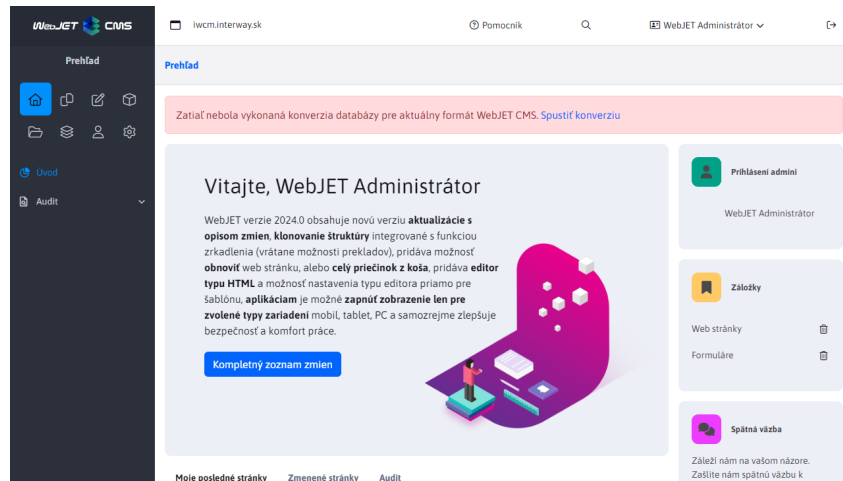 WebJET CMS
iwcm.interway.sk
Pomocník
WebJET Administrátor
Prehľad
Prehľad
Zatiaľ nebola vykonaná konverzia databázy pre aktuálny formát WebJET CMS. Spustiť konverziu
Úvod
Audit
Vitajte, WebJET Administrátor
WebJET verzie 2024.0 obsahuje novú verziu aktualizácie s
opisom zmien, klonovanie štruktúry integrované s funkciou
zrkadlenia (vrátane možnosti prekladov), pridáva možnosť
obnoviť web stránku, alebo celý priečinok z koša, pridáva editor
typu HTML a možnosť nastavenia typu editora priamo pre
šablónu, aplikáciam je možné zapnúť zobrazenie len pre
zvolené typy zariadení mobil, tablet, PC a samozrejme zlepšuje
bezpečnosť a komfort práce.
Kompletný zoznam zmien
Prihlásení admini
WebJET Administrátor
Záložky
Web stránky
Formuláre
Spätná väzba
Záleží nám na vašom názore.
Zašlite nám spätnú väzbu k
Moje posledné stránky
Zmenené stránky
Audit